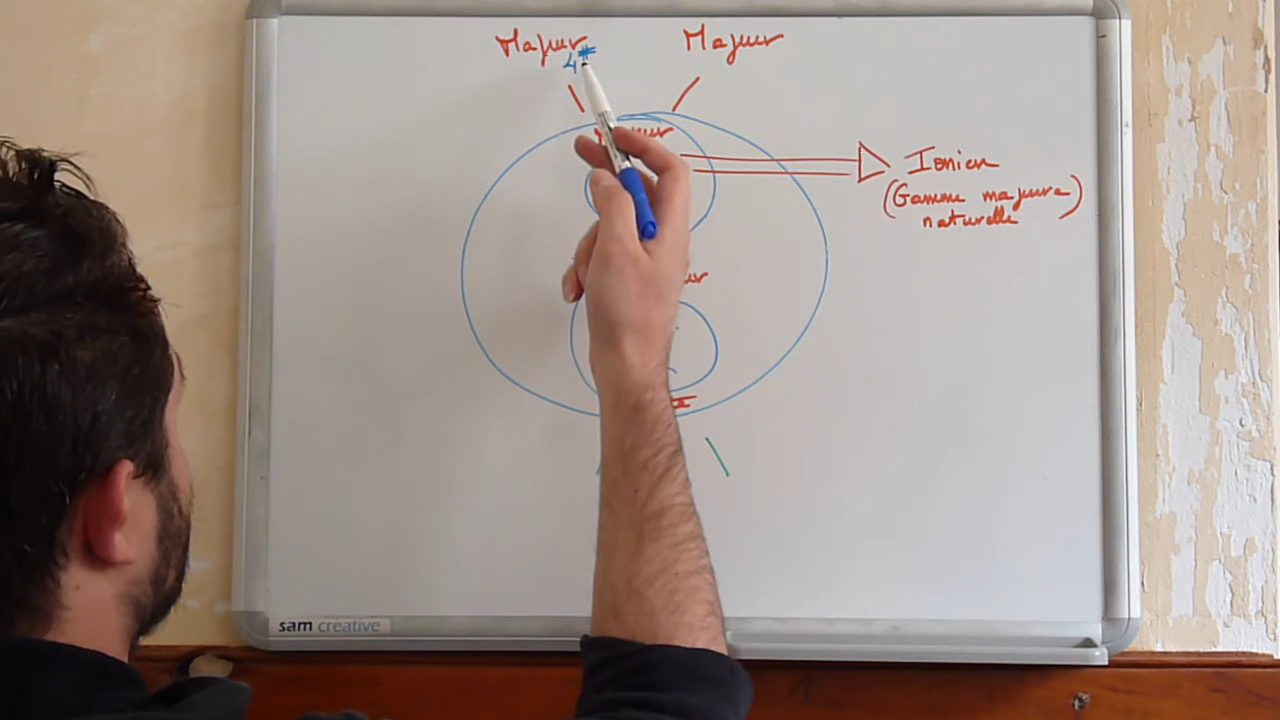 Majeur
4#
Majeur
Ionien
(Gamme majeure
naturelle)
sam creative